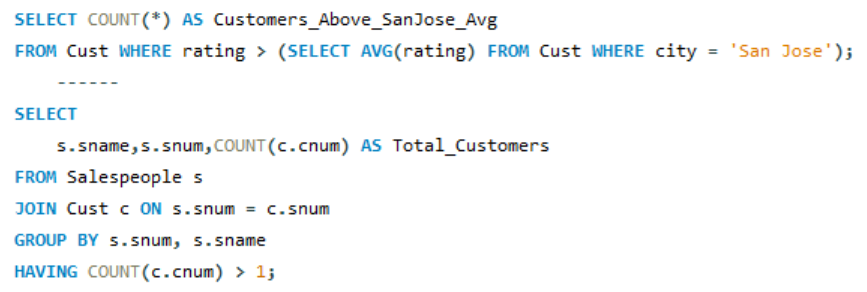 SELECT COUNT(*) AS Customers_Above_SanJose_Avg
FROM Cust WHERE rating > (SELECT AVG(rating) FROM Cust WHERE city = 'San Jose');
------
SELECT
s.sname,s.snum,COUNT(c.cnum) AS Total_Customers
FROM Salespeople s
JOIN Cust c ON s.snum = c.snum
GROUP BY s.snum, s.sname
HAVING COUNT(c.cnum) > 1;